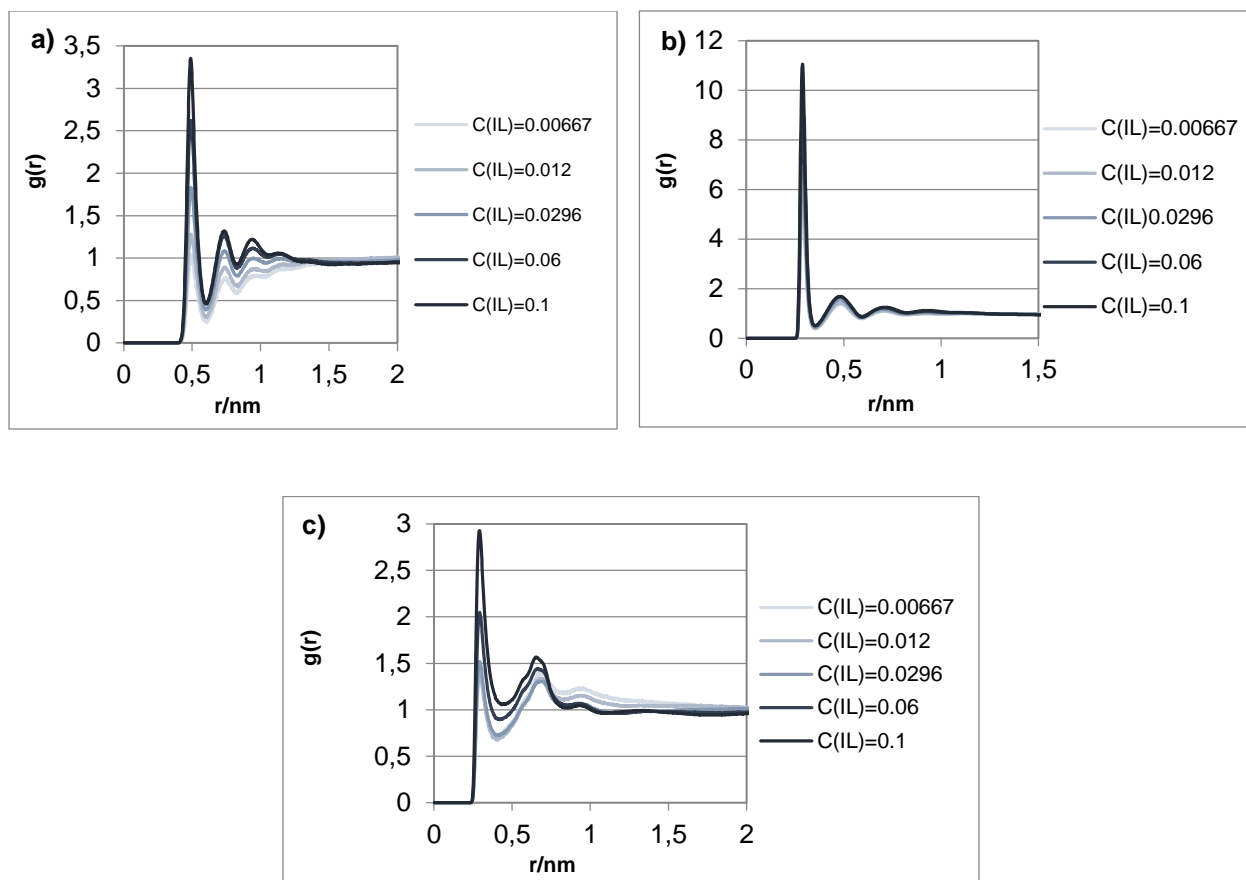 a)
3,5
3
2,5
2
1,5
1
0,5
0
g(r)
0 0,5 1 1,5 2
r/nm
C(IL)=0.00667
C(IL)=0.012
C(IL)=0.0296
C(IL)=0.06
C(IL)=0.1
b)
12
10
8
6
4
2
0
g(r)
0 0,5 1 1,5
r/nm
C(IL)=0.00667
C(IL)=0.012
C(IL)0.0296
C(IL)=0.06
C(IL)=0.1
c)
3
2,5
2
1,5
1
0,5
0
g(r)
0 0,5 1 1,5 2
r/nm
C(IL)=0.00667
C(IL)=0.012
C(IL)=0.0296
C(IL)=0.06
C(IL)=0.1